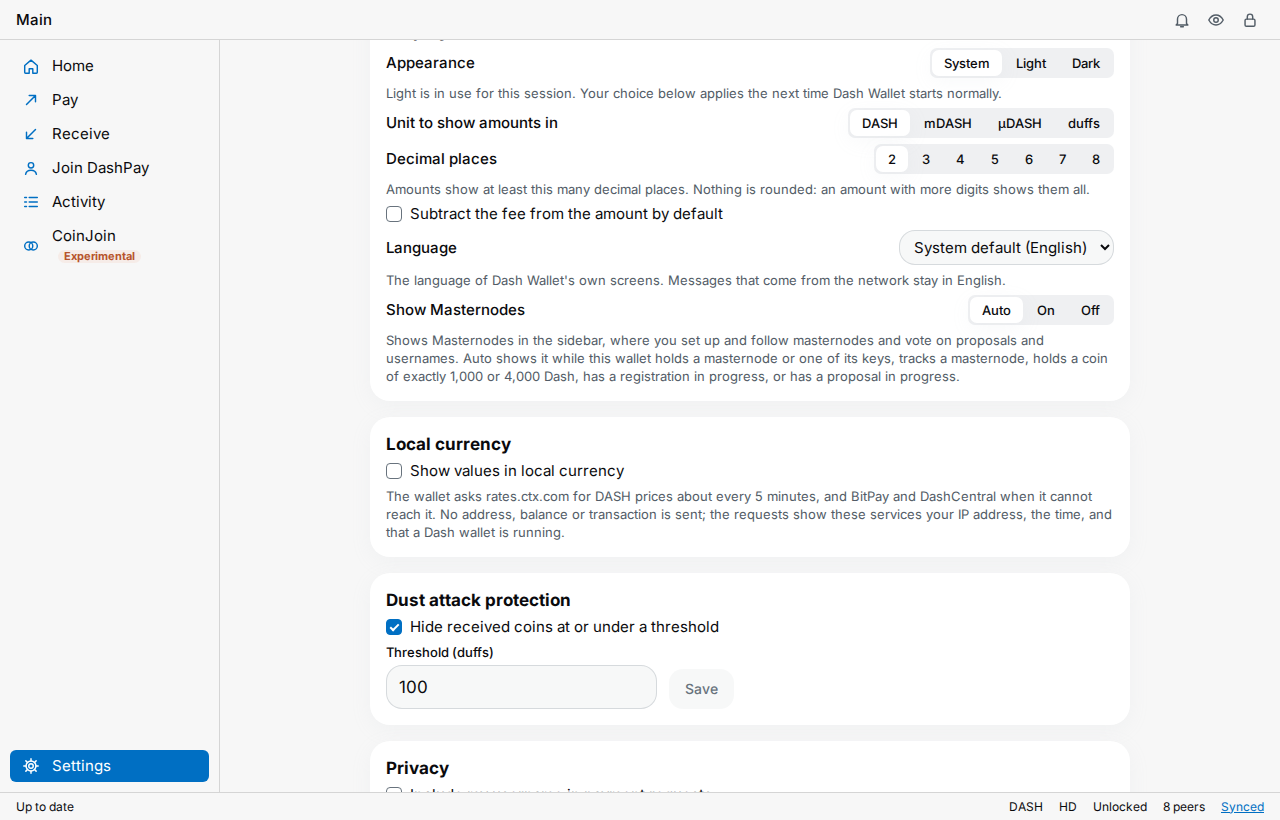 Main
Home
Pay
Receive
Join DashPay
Activity
CoinJoin
Experimental
Settings
Appearance
System Light Dark
Light is in use for this session. Your choice below applies the next time Dash Wallet starts normally.
Unit to show amounts in
DASH mDASH µDASH duffs
Decimal places
2 3 4 5 6 7 8
Amounts show at least this many decimal places. Nothing is rounded: an amount with more digits shows them all.
Subtract the fee from the amount by default
Language
System default (English)
The language of Dash Wallet's own screens. Messages that come from the network stay in English.
Show Masternodes
Auto On Off
Shows Masternodes in the sidebar, where you set up and follow masternodes and vote on proposals and
usernames. Auto shows it while this wallet holds a masternode or one of its keys, tracks a masternode, holds a coin
of exactly 1,000 or 4,000 Dash, has a registration in progress, or has a proposal in progress.
Local currency
Show values in local currency
The wallet asks rates.ctx.com for DASH prices about every 5 minutes, and BitPay and DashCentral when it cannot
reach it. No address, balance or transaction is sent; the requests show these services your IP address, the time, and
that a Dash wallet is running.
Dust attack protection
Hide received coins at or under a threshold
Threshold (duffs)
100
Save
Privacy
Up to date
DASH HD Unlocked 8 peers Synced